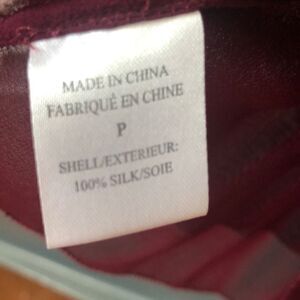 MADE IN CHINA
FABRIQUÉ EN CHINE
P
SHELL/EXTERIEUR:
100% SILK/SOIE